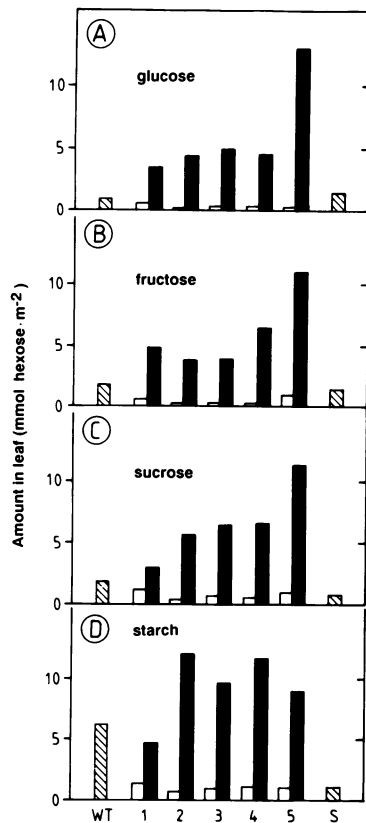 A
glucose
10
5
0
B
fructose
10
5
0
C
sucrose
10
5
0
D
starch
10
5
0
WT 1 2 3 4 5 S
Amount in leaf (mmol hexose·m⁻²)